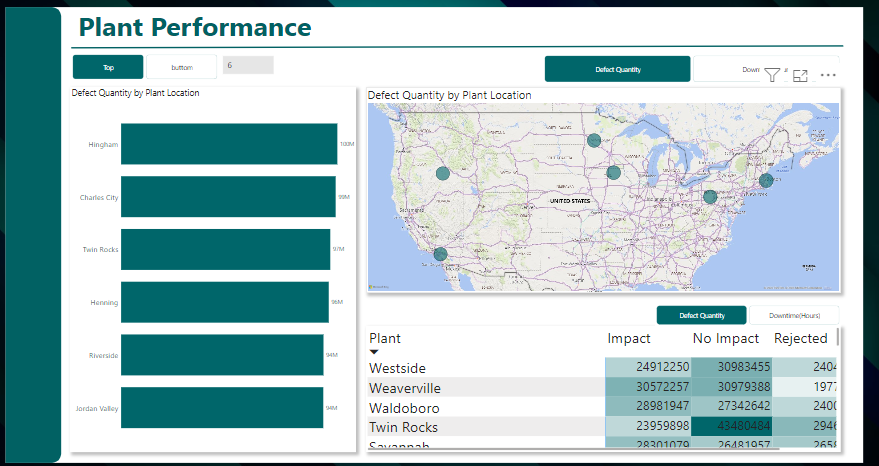 Plant Performance
Top
buttom
6
Defect Quantity
Down
Defect Quantity by Plant Location
Hingham
100M
Charles City
99M
Twin Rocks
97M
Henning
96M
Riverside
94M
Jordan Valley
94M
Defect Quantity by Plant Location
UNITED STATES
Defect Quantity
Downtime(Hours)
Plant Impact No Impact Rejected
Westside 24912250 30983455 2404
Weaverville 30572257 30979388 1977
Waldoboro 28981947 27342642 2400
Twin Rocks 23959898 43480484 2946
Savannah 28301079 26481957 2658